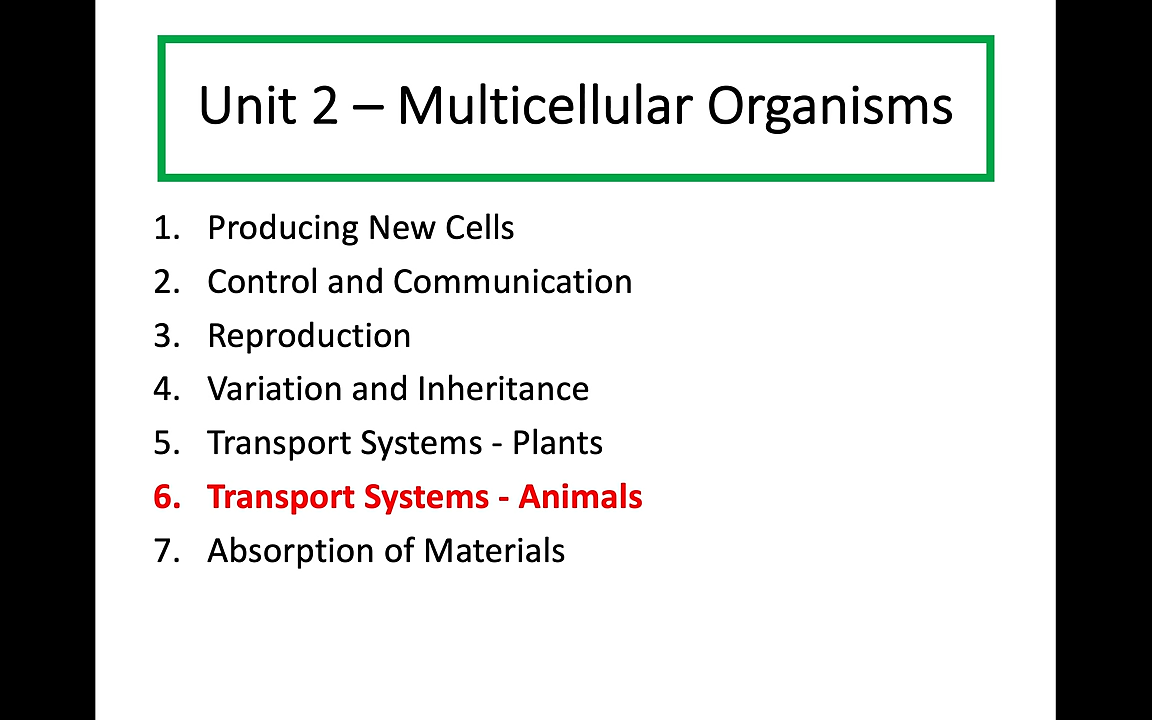 Unit 2 – Multicellular Organisms
1. Producing New Cells
2. Control and Communication
3. Reproduction
4. Variation and Inheritance
5. Transport Systems - Plants
6. Transport Systems - Animals
7. Absorption of Materials